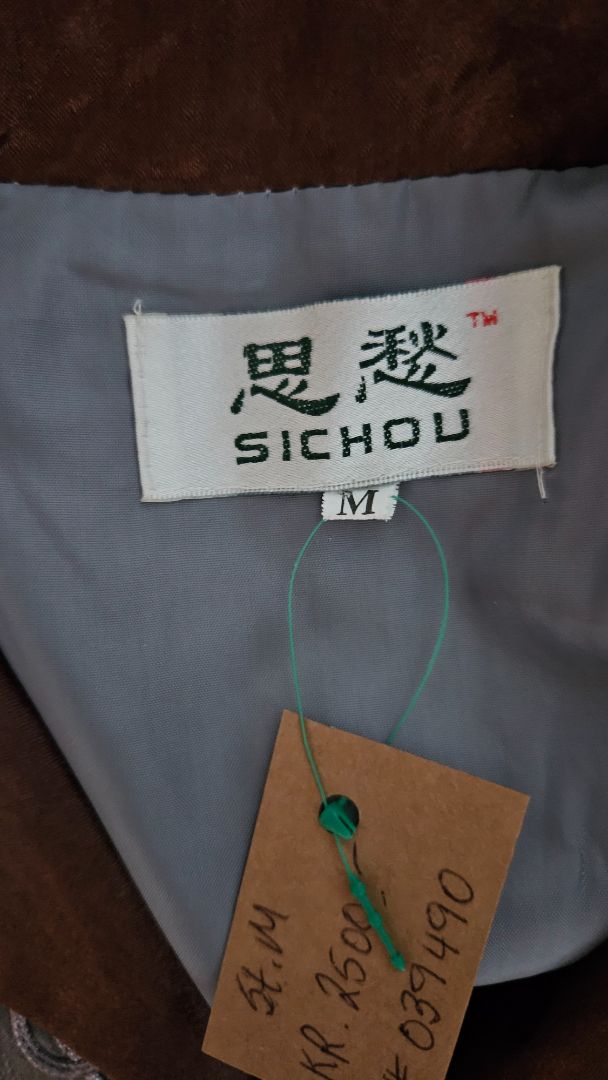 思愁 TM
SICHOU
M
St. M
KR. 2500.-
# 039490